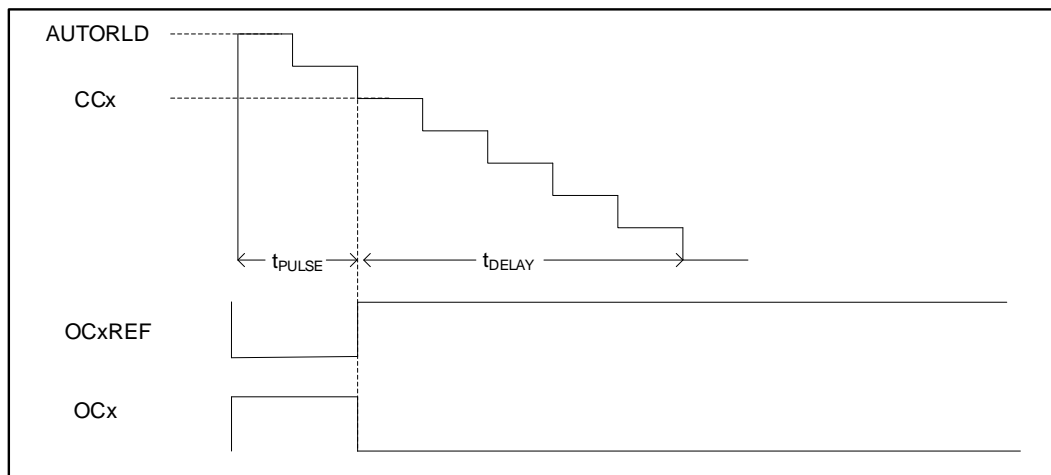 AUTORLD
CCx
tPULSE
tDELAY
OCxREF
OCx